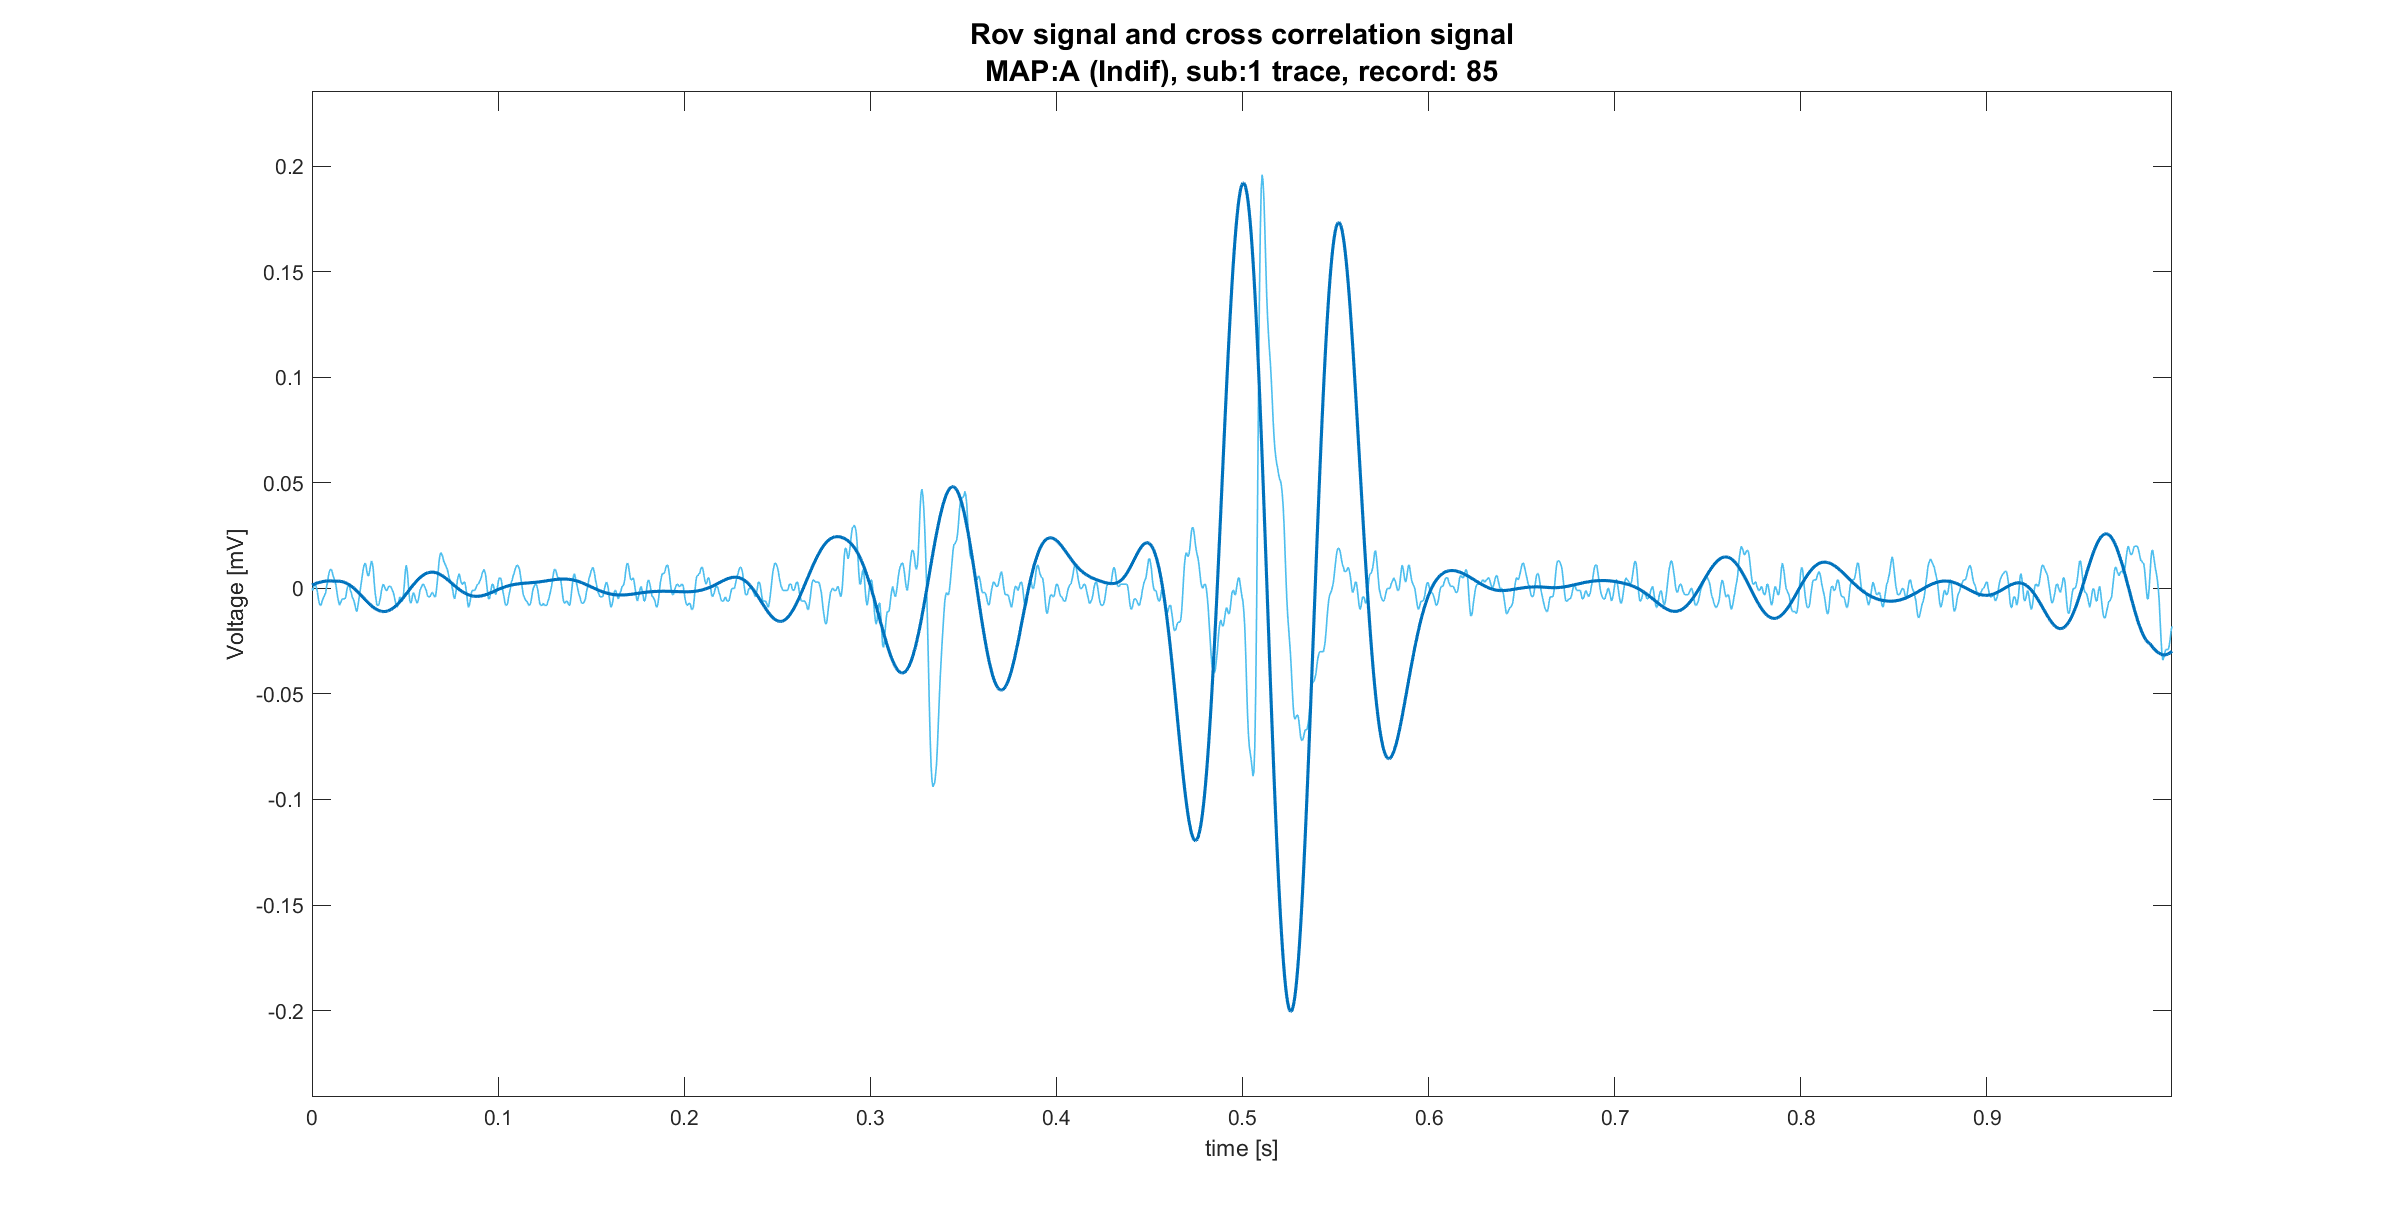 Rov signal and cross correlation signal
MAP:A (Indif), sub:1 trace, record: 85
Voltage [mV]
0.2
0.15
0.1
0.05
0
-0.05
-0.1
-0.15
-0.2
0 0.1 0.2 0.3 0.4 0.5 0.6 0.7 0.8 0.9
time [s]